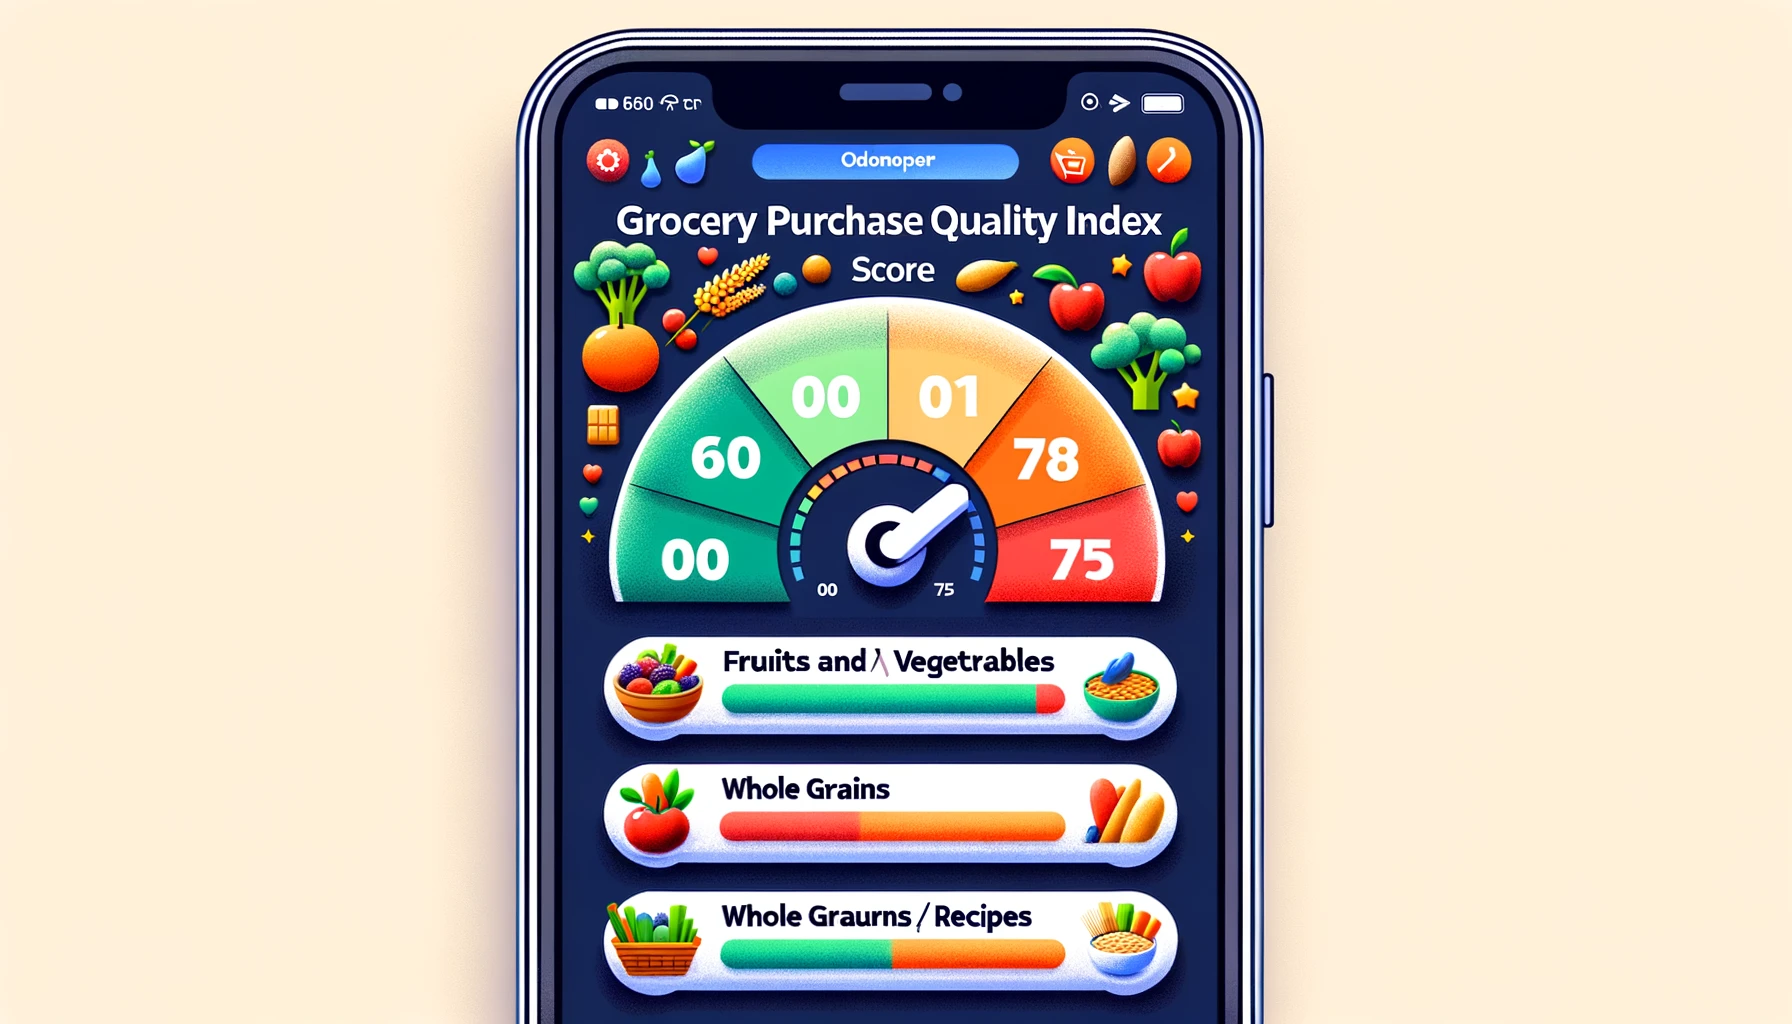 660
Odonoper
Grocery Purchase Quality Index
Score
00 01
60 78
00 75
00 75
Fruits and Vegetrables
Whole Grains
Whole Graurns / Recipes